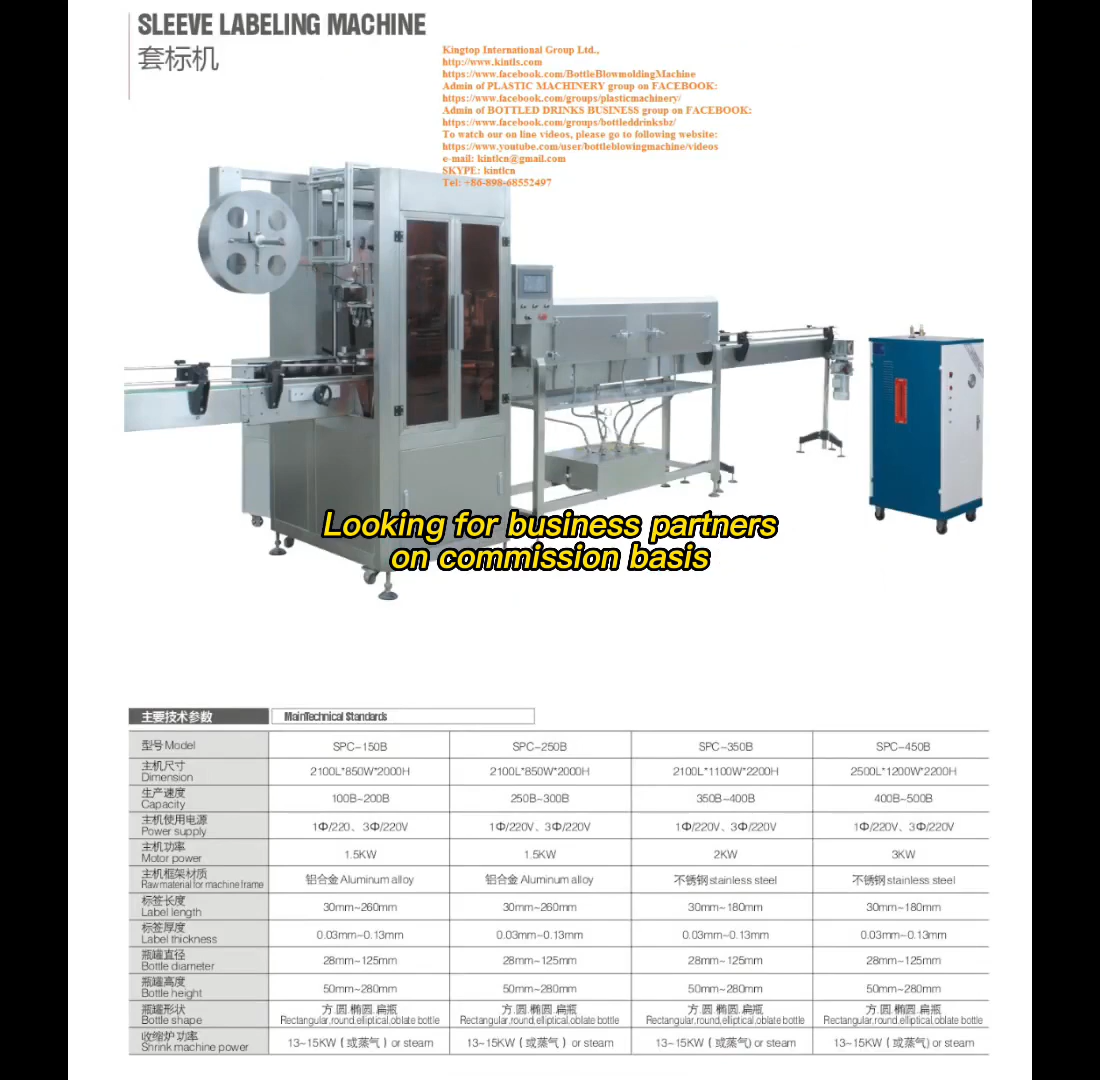 SLEEVE LABELING MACHINE
套标机
Kingtop International Group Ltd.,
http://www.kintls.com
https://www.facebook.com/BottleBlowmoldingMachine
Admin of PLASTIC MACHINERY group on FACEBOOK:
https://www.facebook.com/groups/plasticmachinery/
Admin of BOTTLED DRINKS BUSINESS group on FACEBOOK:
https://www.facebook.com/groups/bottleddrinksbz/
To watch our on line videos, please go to following website:
https://www.youtube.com/user/bottleblowingmachine/videos
e-mail: kintlcn@gmail.com
SKYPE: kintlcn
Tel: +86-898-68552497
Looking for business partners
on commission basis
主要技术参数 MainTechnical Standards
型号Model SPC-150B SPC-250B SPC-350B SPC-450B
主机尺寸
Dimension 2100L*850W*2000H 2100L*850W*2000H 2100L*1100W*2200H 2500L*1200W*2200H
生产速度
Capacity 100B~200B 250B~300B 350B~400B 400B~500B
主机使用电源
Power supply 1Φ/220、3Φ/220V 1Φ/220V、3Φ/220V 1Φ/220V、3Φ/220V 1Φ/220V、3Φ/220V
主机功率
Motor power 1.5KW 1.5KW 2KW 3KW
主机框架材质
Raw material for machine frame 铝合金 Aluminum alloy 铝合金 Aluminum alloy 不锈钢 stainless steel 不锈钢 stainless steel
标签长度
Label length 30mm~260mm 30mm~260mm 30mm~180mm 30mm~180mm
标签厚度
Label thickness 0.03mm~0.13mm 0.03mm~0.13mm 0.03mm~0.13mm 0.03mm~0.13mm
瓶罐直径
Bottle diameter 28mm~125mm 28mm~125mm 28mm~125mm 28mm~125mm
瓶罐高度
Bottle height 50mm~280mm 50mm~280mm 50mm~280mm 50mm~280mm
瓶罐形状 方.圆.椭圆.扁瓶 方.圆.椭圆.扁瓶 方.圆.椭圆.扁瓶 方.圆.椭圆.扁瓶
Bottle shape Rectangular,round,elliptical,oblate bottle Rectangular,round,elliptical,oblate bottle Rectangular,round,elliptical,oblate bottle Rectangular,round,elliptical,oblate bottle
收缩炉功率
Shrink machine power 13~15KW（或蒸气）or steam 13~15KW（或蒸气）or steam 13~15KW（或蒸气) or steam 13~15KW（或蒸气) or steam